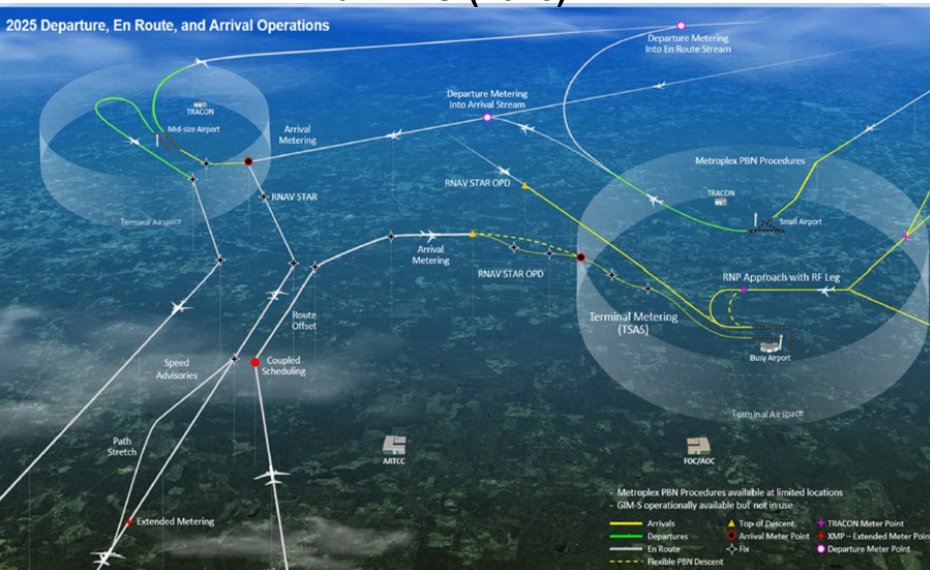 2025 Departure, En Route, and Arrival Operations
Departure Metering
Into En Route Stream
Departure Metering
Into Arrival Stream
TRACON
Mid-size Airport
Arrival
Metering
Metroplex PBN Procedures
RNAV STAR OPD
RNAV STAR
TRACON
Small Airport
Terminal Airspace
Arrival
Metering
RNAV STAR OPD
RNP Approach with RF Leg
Terminal Metering
(TSAS)
Route
Offset
Busy Airport
Speed
Advisories
Coupled
Scheduling
Terminal Airspace
Path
Stretch
ARTCC
FOC/AOC
Extended Metering
Metroplex PBN Procedures available at limited locations
- GIM-S operationally available but not in use
Arrivals
Departures
En Route
Flexible PBN Descent
Top of Descent
Arrival Meter Point
Fix
TRACON Meter Point
XMP – Extended Meter Poin
Departure Meter Point